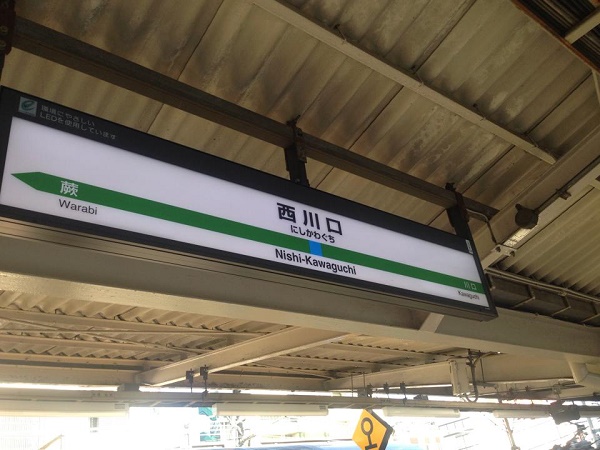 環境にやさしい
LEDを使用しています
蕨
Warabi
西川口
にしかわぐち
Nishi-Kawaguchi
川口
Kawaguchi